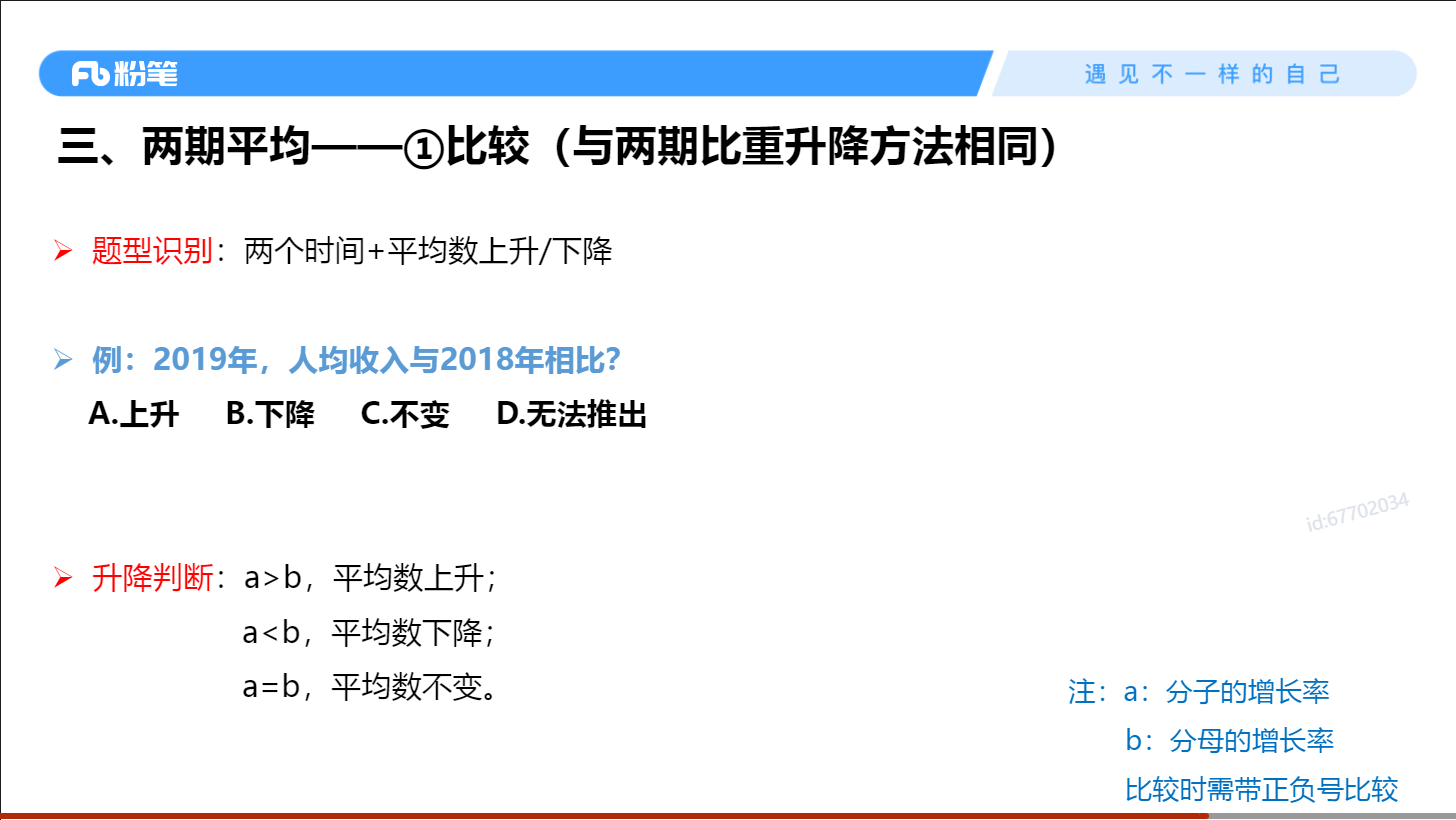 粉笔
遇见不一样的自己
三、两期平均——①比较（与两期比重升降方法相同）
题型识别：两个时间+平均数上升/下降
例：2019年，人均收入与2018年相比？
A.上升 B.下降 C.不变 D.无法推出
id:67702034
升降判断：a>b，平均数上升；
a<b，平均数下降；
a=b，平均数不变。
注：a：分子的增长率
b：分母的增长率
比较时需带正负号比较